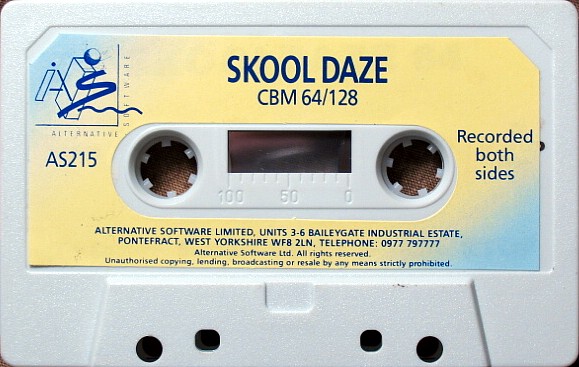 SKOOL DAZE
CBM 64/128
AS
ALTERNATIVE
SOFTWARE
AS215
Recorded
both
sides
100 50 0
ALTERNATIVE SOFTWARE LIMITED, UNITS 3-6 BAILEYGATE INDUSTRIAL ESTATE,
PONTEFRACT, WEST YORKSHIRE WF8 2LN, TELEPHONE: 0977 797777
Alternative Software Ltd. All rights reserved.
Unauthorised copying, lending, broadcasting or resale by any means strictly prohibited.